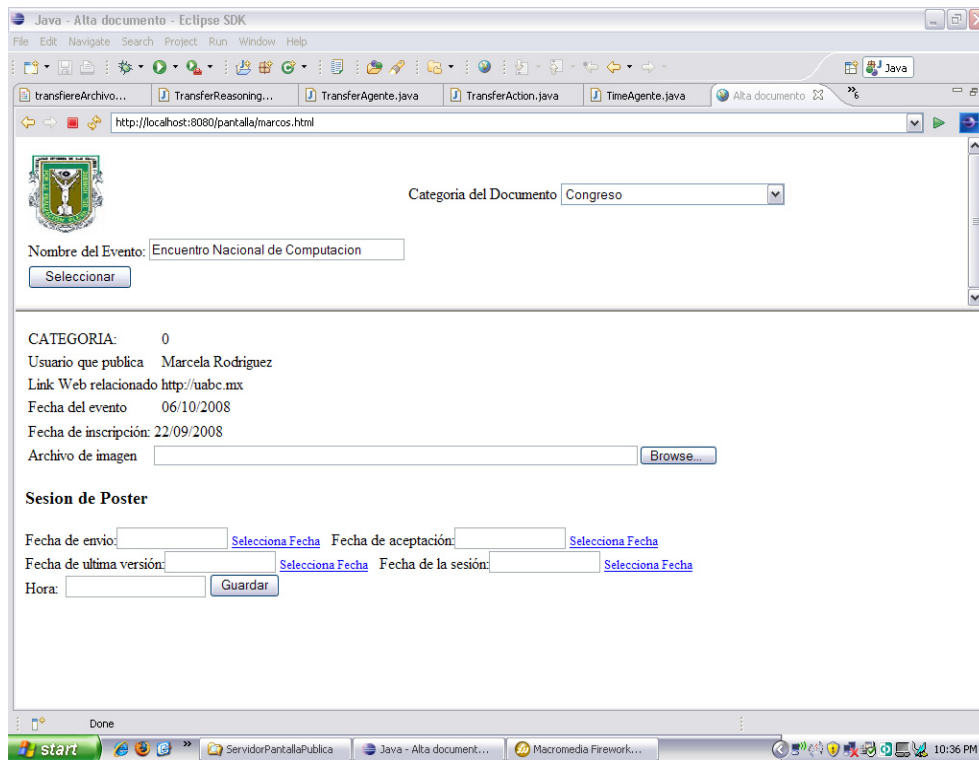 Java - Alta documento - Eclipse SDK
File Edit Navigate Search Project Run Window Help
Java
transfiereArchivo... TransferReasoning... TransferAgente.java TransferAction.java TimeAgente.java Alta documento »6
http://localhost:8080/pantalla/marcos.html
Categoria del Documento Congreso
Nombre del Evento: Encuentro Nacional de Computacion
Seleccionar
CATEGORIA: 0
Usuario que publica Marcela Rodriguez
Link Web relacionado http://uabc.mx
Fecha del evento 06/10/2008
Fecha de inscripción: 22/09/2008
Archivo de imagen Browse...
Sesion de Poster
Fecha de envio: Selecciona Fecha Fecha de aceptación: Selecciona Fecha
Fecha de ultima versión: Selecciona Fecha Fecha de la sesión: Selecciona Fecha
Hora: Guardar
Done
start » ServidorPantallaPublica Java - Alta document... Macromedia Firework... 10:36 PM